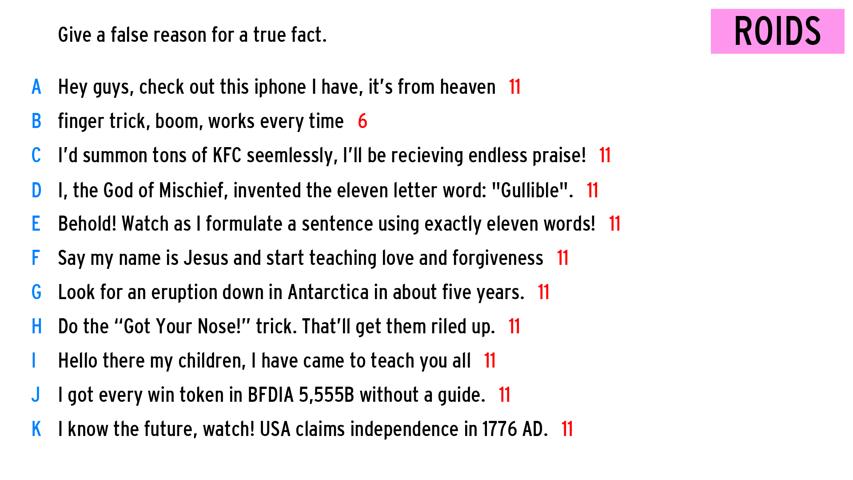 Give a false reason for a true fact.
ROIDS
A Hey guys, check out this iphone I have, it's from heaven 11
B finger trick, boom, works every time 6
C I'd summon tons of KFC seemlessly, I'll be recieving endless praise! 11
D I, the God of Mischief, invented the eleven letter word: "Gullible". 11
E Behold! Watch as I formulate a sentence using exactly eleven words! 11
F Say my name is Jesus and start teaching love and forgiveness 11
G Look for an eruption down in Antarctica in about five years. 11
H Do the “Got Your Nose!” trick. That'll get them riled up. 11
I Hello there my children, I have came to teach you all 11
J I got every win token in BFDIA 5,555B without a guide. 11
K I know the future, watch! USA claims independence in 1776 AD. 11